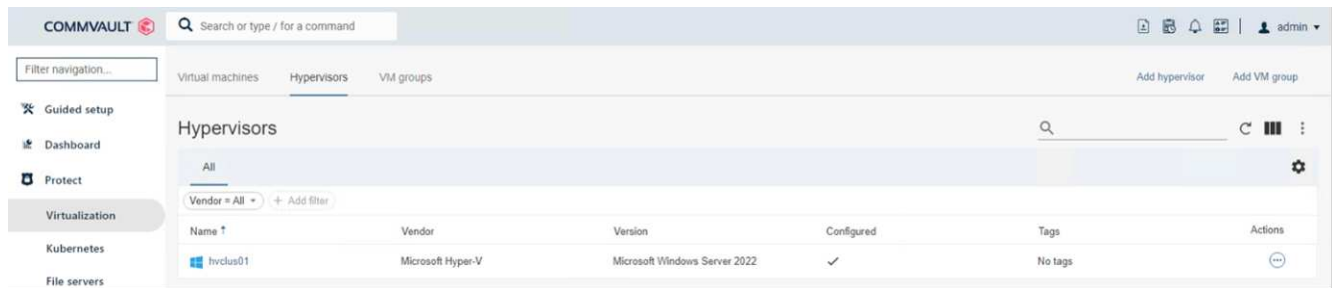 COMMVAULT Search or type / for a command admin
Filter navigation...
Virtual machines Hypervisors VM groups Add hypervisor Add VM group
Guided setup
Hypervisors
Dashboard
All
Protect
Vendor = All + Add filter
Virtualization
Name Vendor Version Configured Tags Actions
Kubernetes
hvclus01 Microsoft Hyper-V Microsoft Windows Server 2022 No tags
File servers